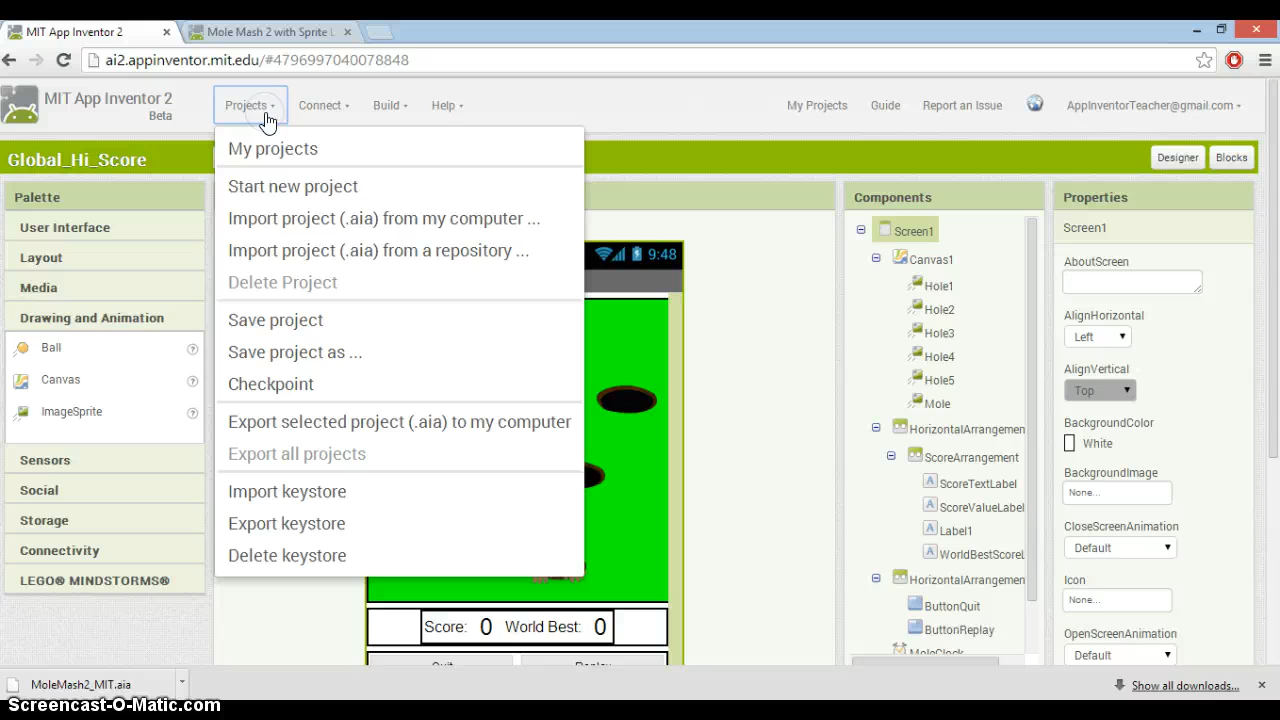 MIT App Inventor 2
Mole Mash 2 with Sprite L
ai2.appinventor.mit.edu/#4796997040078848
MIT App Inventor 2
Beta
Projects
Connect
Build
Help
My Projects
Guide
Report an Issue
AppInventorTeacher@gmail.com
Global_Hi_Score
Designer
Blocks
Palette
User Interface
Layout
Media
Drawing and Animation
Ball
Canvas
ImageSprite
Sensors
Social
Storage
Connectivity
LEGO® MINDSTORMS®
My projects
Start new project
Import project (.aia) from my computer ...
Import project (.aia) from a repository ...
Delete Project
Save project
Save project as ...
Checkpoint
Export selected project (.aia) to my computer
Export all projects
Import keystore
Export keystore
Delete keystore
9:48
Score: 0 World Best: 0
Quit
Replay
Components
Screen1
Canvas1
Hole1
Hole2
Hole3
Hole4
Hole5
Mole
HorizontalArrangemen
ScoreArrangement
ScoreTextLabel
ScoreValueLabel
Label1
WorldBestScoreL
HorizontalArrangemen
ButtonQuit
ButtonReplay
MoleClock
Properties
Screen1
AboutScreen
AlignHorizontal
Left
AlignVertical
Top
BackgroundColor
White
BackgroundImage
None...
CloseScreenAnimation
Default
Icon
None...
OpenScreenAnimation
Default
MoleMash2_MIT.aia
Show all downloads...
Screencast-O-Matic.com